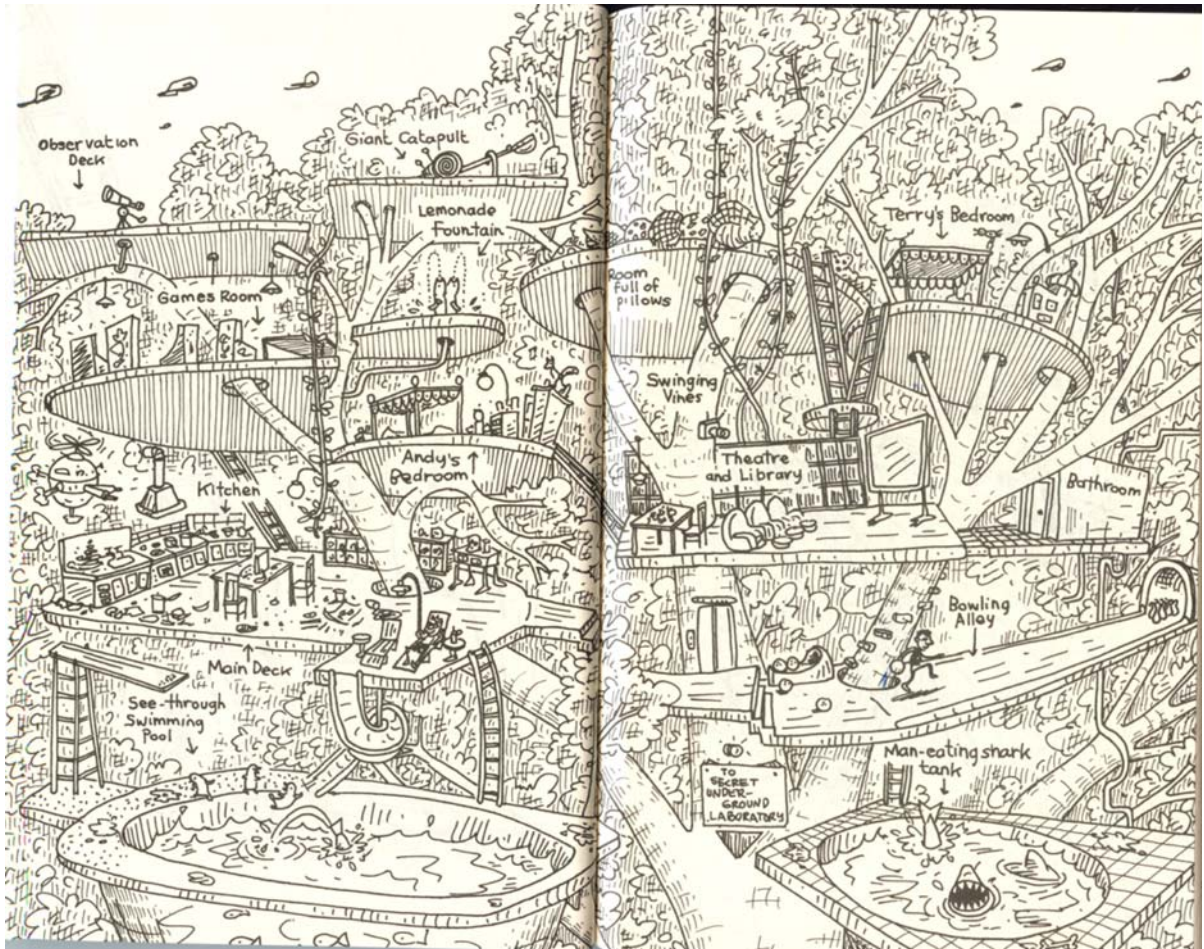 Observation
Deck
Giant Catapult
Lemonade
Fountain
Games Room
Andy's
Bedroom
Kitchen
Main Deck
See-through
Swimming
Pool
Terry's Bedroom
Room
full of
pillows
Swinging
Vines
Theatre
and Library
Bathroom
Bowling
Alley
Man-eating shark
tank
TO
SECRET
UNDER-
GROUND
LABORATORY